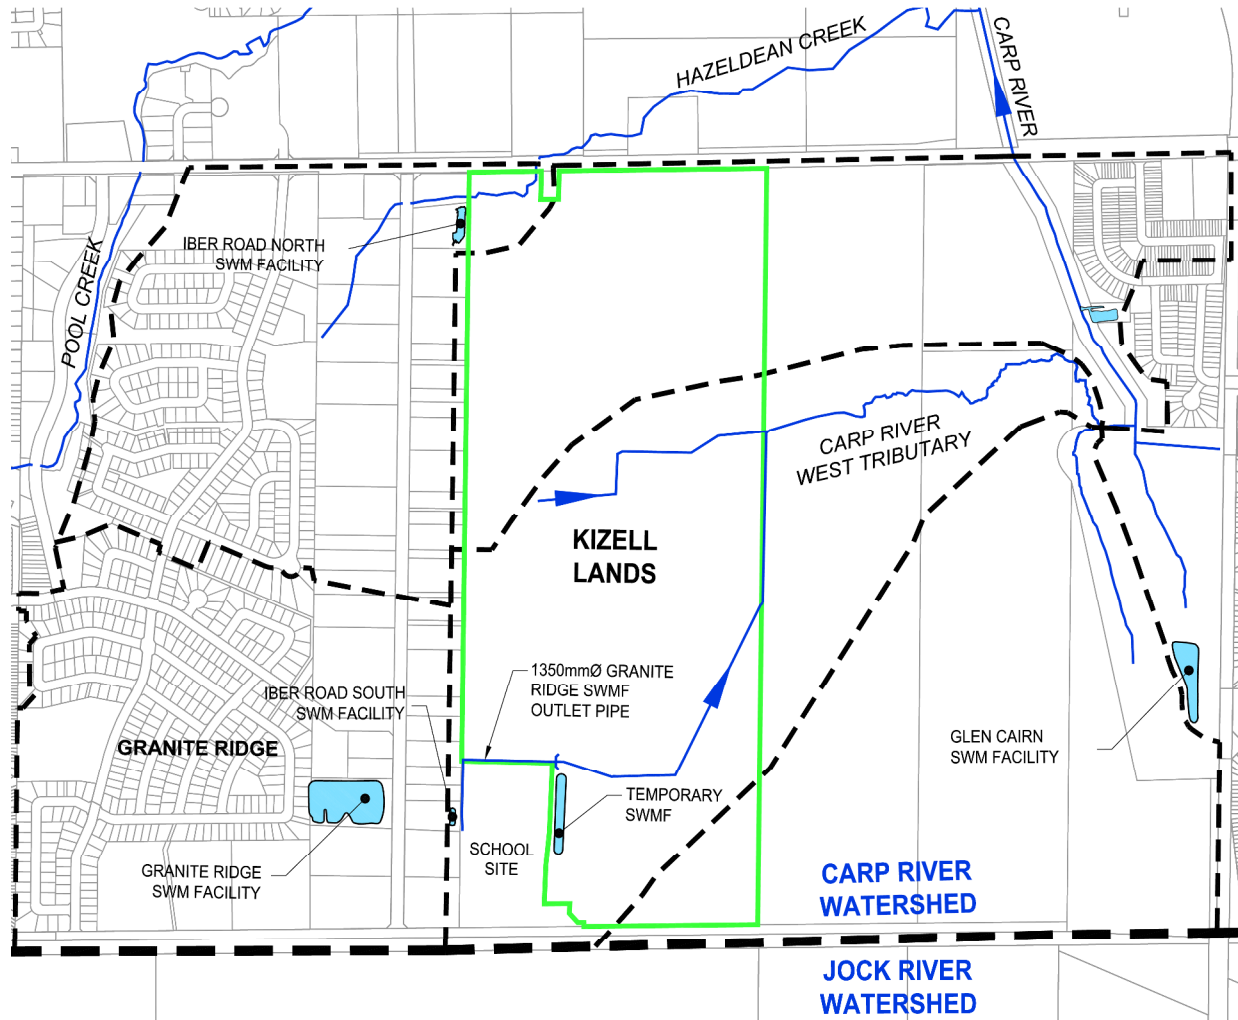 HAZELDEAN CREEK
CARP RIVER
POOL CREEK
IBER ROAD NORTH
SWM FACILITY
CARP RIVER
WEST TRIBUTARY
KIZELL
LANDS
1350mmØ GRANITE
RIDGE SWMF
OUTLET PIPE
IBER ROAD SOUTH
SWM FACILITY
GRANITE RIDGE
GLEN CAIRN
SWM FACILITY
TEMPORARY
SWMF
SCHOOL
SITE
GRANITE RIDGE
SWM FACILITY
CARP RIVER
WATERSHED
JOCK RIVER
WATERSHED